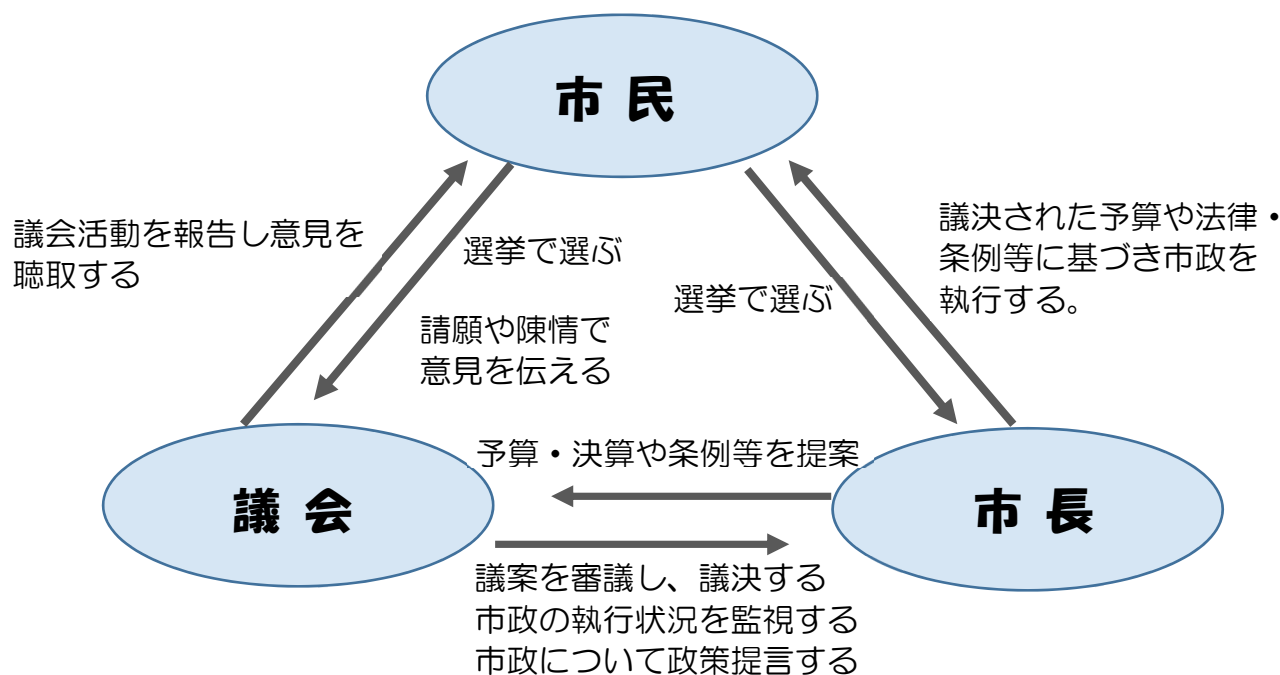 市 民
議会活動を報告し意見を
聴取する
選挙で選ぶ
請願や陳情で
意見を伝える
選挙で選ぶ
議決された予算や法律・
条例等に基づき市政を
執行する。
予算・決算や条例等を提案
議 会
市 長
議案を審議し、議決する
市政の執行状況を監視する
市政について政策提言する